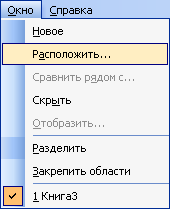 Окно Справка
Новое
Расположить...
Сравнить рядом с...
Скрыть
Отобразить...
Разделить
Закрепить области
1 Книга3